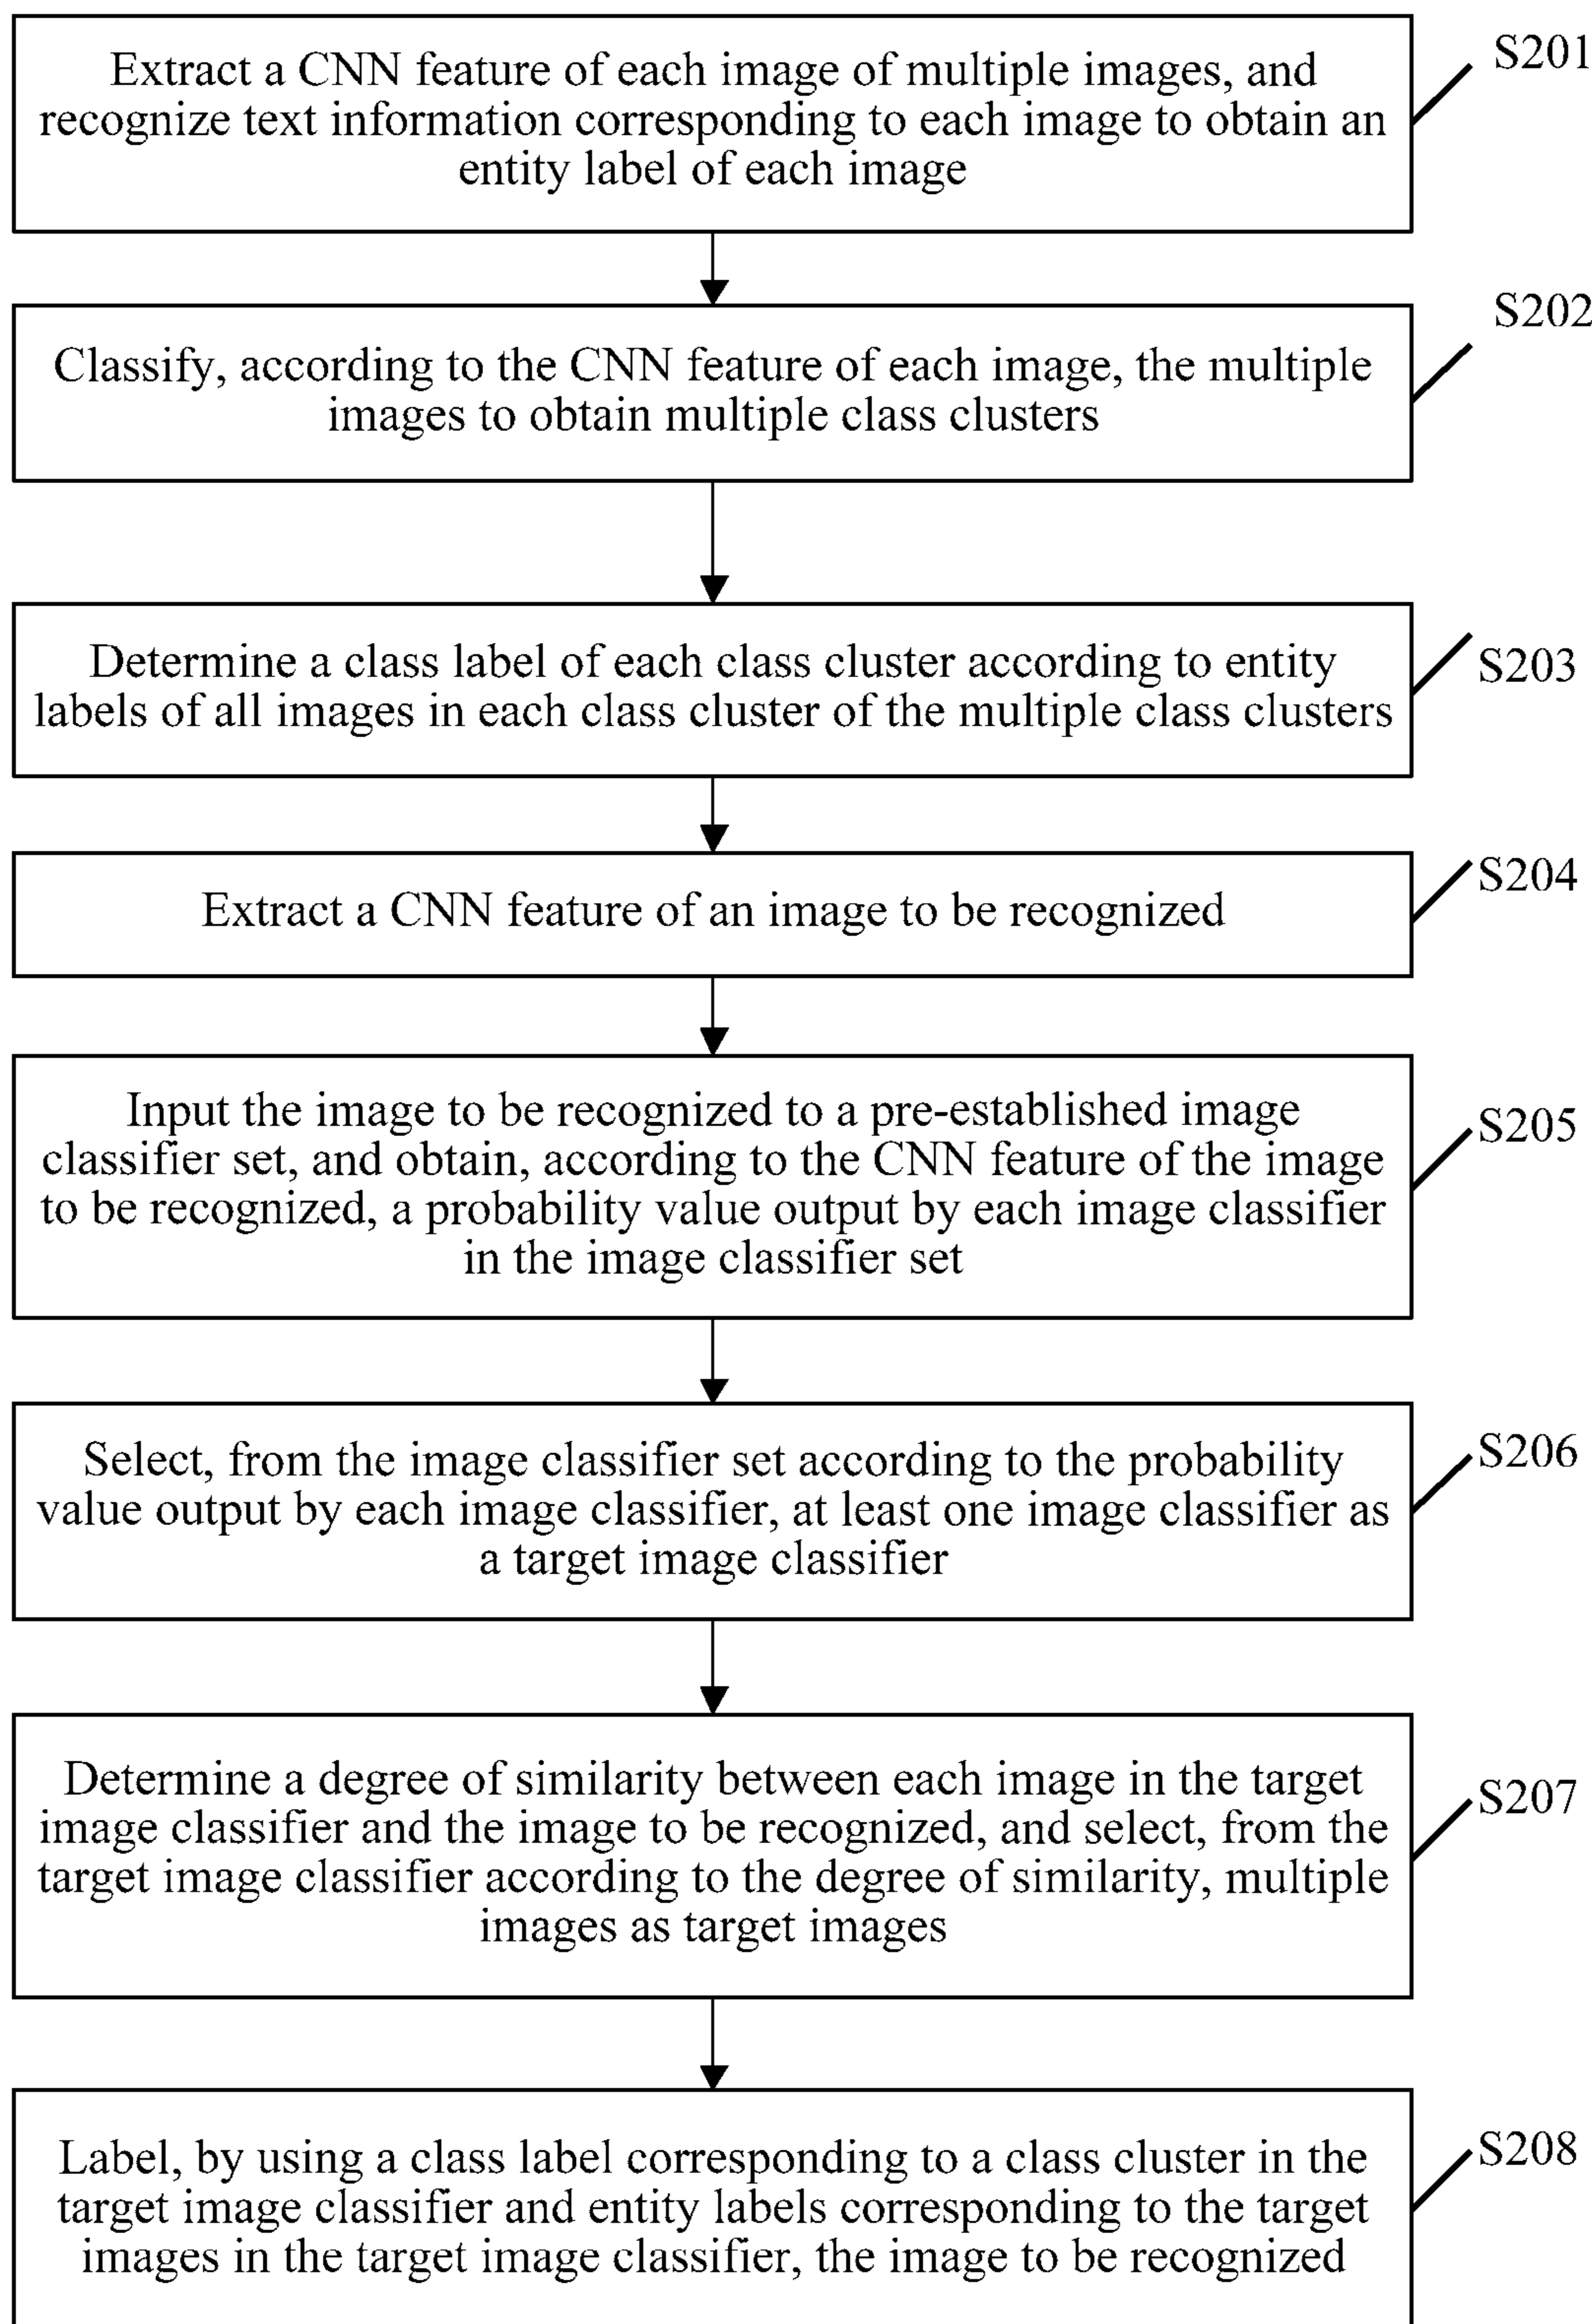 Extract a CNN feature of each image of multiple images, and
recognize text information corresponding to each image to obtain an
entity label of each image
S201
Classify, according to the CNN feature of each image, the multiple
images to obtain multiple class clusters
S202
Determine a class label of each class cluster according to entity
labels of all images in each class cluster of the multiple class clusters
S203
Extract a CNN feature of an image to be recognized
S204
Input the image to be recognized to a pre-established image
classifier set, and obtain, according to the CNN feature of the image
to be recognized, a probability value output by each image classifier
in the image classifier set
S205
Select, from the image classifier set according to the probability
value output by each image classifier, at least one image classifier as
a target image classifier
S206
Determine a degree of similarity between each image in the target
image classifier and the image to be recognized, and select, from the
target image classifier according to the degree of similarity, multiple
images as target images
S207
Label, by using a class label corresponding to a class cluster in the
target image classifier and entity labels corresponding to the target
images in the target image classifier, the image to be recognized
S208